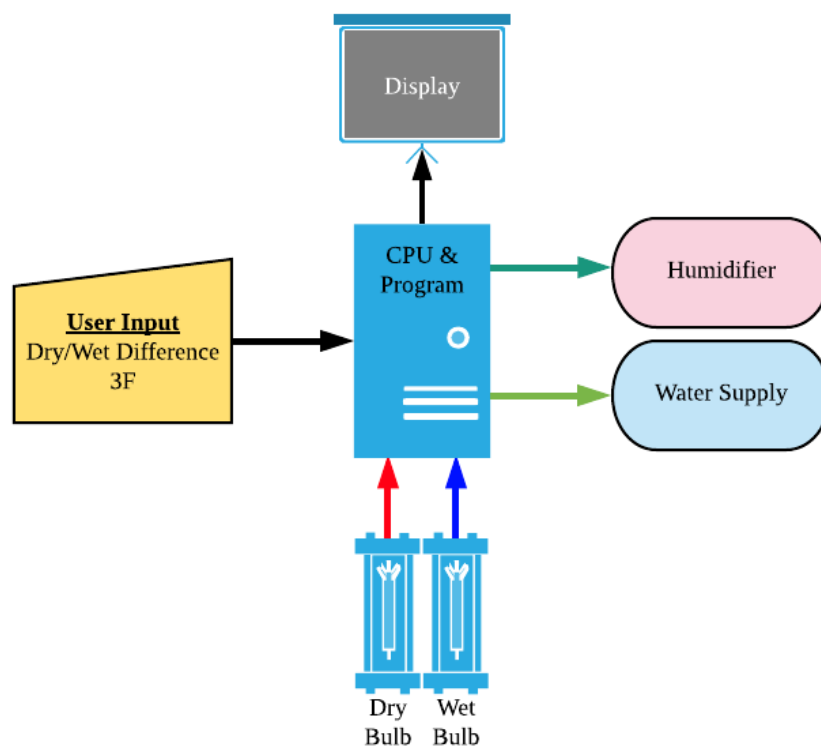 Display
CPU &
Program
User Input
Dry/Wet Difference
3F
Humidifier
Water Supply
Dry
Bulb
Wet
Bulb